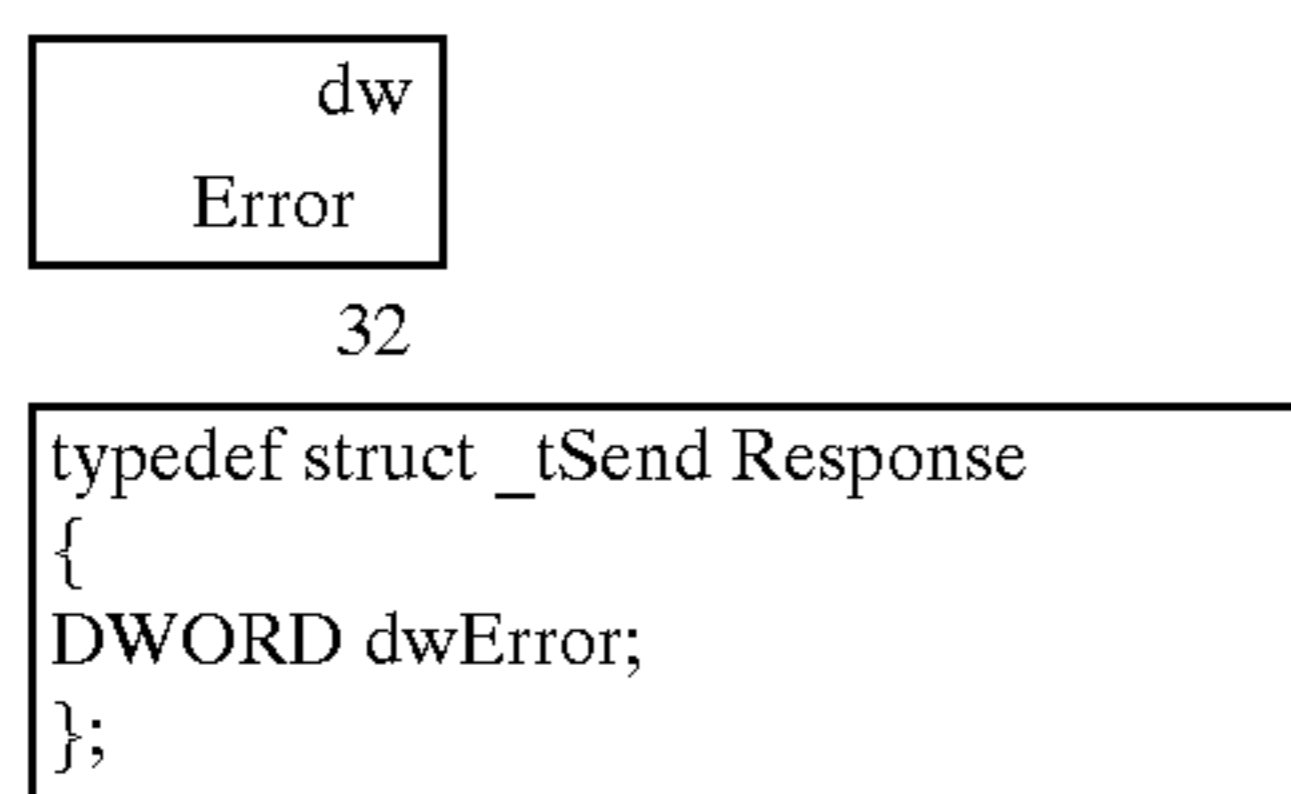 dw
Error
32
typedef struct _tSend Response
{
DWORD dwError;
};